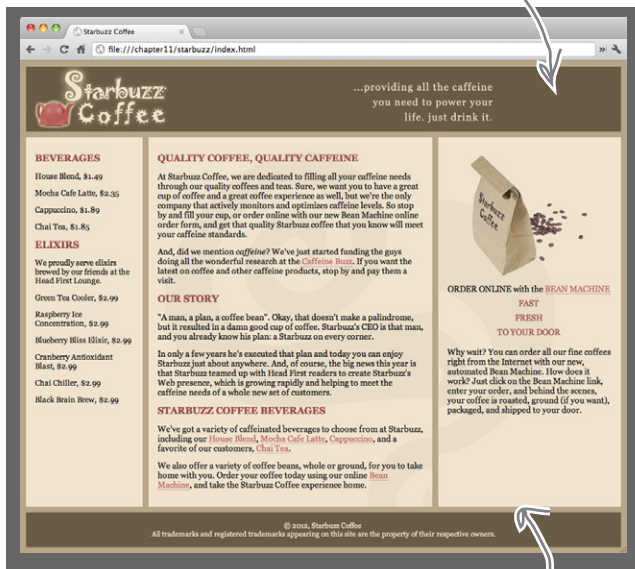 Starbuzz Coffee
file:///chapter11/starbuzz/index.html
Starbuzz
Coffee
...providing all the caffeine
you need to power your
life. just drink it.
BEVERAGES
House Blend, $1.49
Mocha Cafe Latte, $2.35
Cappuccino, $1.89
Chai Tea, $1.85
ELIXIRS
We proudly serve elixirs
brewed by our friends at the
Head First Lounge.
Green Tea Cooler, $2.99
Raspberry Ice
Concentration, $2.99
Blueberry Bliss Elixir, $2.99
Cranberry Antioxidant
Blast, $2.99
Chai Chiller, $2.99
Black Brain Brew, $2.99
QUALITY COFFEE, QUALITY CAFFEINE
At Starbuzz Coffee, we are dedicated to filling all your caffeine needs
through our quality coffees and teas. Sure, we want you to have a great
cup of coffee and a great coffee experience as well, but we're the only
company that actively monitors and optimizes caffeine levels. So stop
by and fill your cup, or order online with our new Bean Machine online
order form, and get that quality Starbuzz coffee that you know will meet
your caffeine standards.
And, did we mention caffeine? We've just started funding the guys
doing all the wonderful research at the Caffeine Buzz. If you want the
latest on coffee and other caffeine products, stop by and pay them a
visit.
OUR STORY
"A man, a plan, a coffee bean". Okay, that doesn't make a palindrome,
but it resulted in a damn good cup of coffee. Starbuzz's CEO is that man,
and you already know his plan: a Starbuzz on every corner.
In only a few years he's executed that plan and today you can enjoy
Starbuzz just about anywhere. And, of course, the big news this year is
that Starbuzz teamed up with Head First readers to create Starbuzz's
Web presence, which is growing rapidly and helping to meet the
caffeine needs of a whole new set of customers.
STARBUZZ COFFEE BEVERAGES
We've got a variety of caffeinated beverages to choose from at Starbuzz,
including our House Blend, Mocha Cafe Latte, Cappuccino, and a
favorite of our customers, Chai Tea.
We also offer a variety of coffee beans, whole or ground, for you to take
home with you. Order your coffee today using our online Bean
Machine, and take the Starbuzz Coffee experience home.
Starbuzz
Coffee
ORDER ONLINE with the BEAN MACHINE
FAST
FRESH
TO YOUR DOOR
Why wait? You can order all our fine coffees
right from the Internet with our new,
automated Bean Machine. How does it
work? Just click on the Bean Machine link,
enter your order, and behind the scenes,
your coffee is roasted, ground (if you want),
packaged, and shipped to your door.
© 2012, Starbuzz Coffee
All trademarks and registered trademarks appearing on this site are the property of their respective owners.